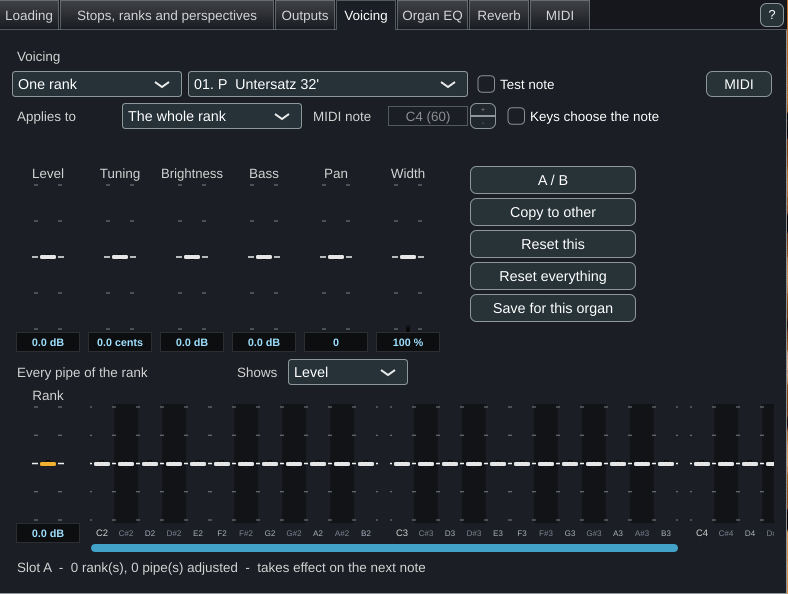 Loading Stops, ranks and perspectives Outputs Voicing Organ EQ Reverb MIDI ?
Voicing
One rank 01. P Untersatz 32' Test note MIDI
Applies to The whole rank MIDI note C4 (60) + - Keys choose the note
Level Tuning Brightness Bass Pan Width
A / B
Copy to other
Reset this
Reset everything
Save for this organ
0.0 dB 0.0 cents 0.0 dB 0.0 dB 0 100 %
Every pipe of the rank Shows Level
Rank
0.0 dB C2 C#2 D2 D#2 E2 F2 F#2 G2 G#2 A2 A#2 B2 C3 C#3 D3 D#3 E3 F3 F#3 G3 G#3 A3 A#3 B3 C4 C#4 D4
Slot A - 0 rank(s), 0 pipe(s) adjusted - takes effect on the next note